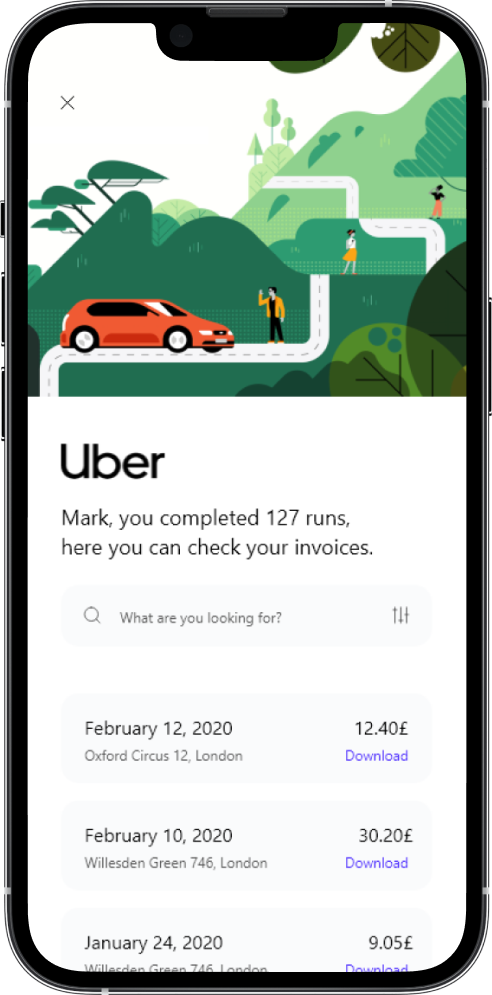 Uber
Mark, you completed 127 runs,
here you can check your invoices.
What are you looking for?
February 12, 2020 12.40£
Oxford Circus 12, London Download
February 10, 2020 30.20£
Willesden Green 746, London Download
January 24, 2020 9.05£
Willesden Green 746, London Download